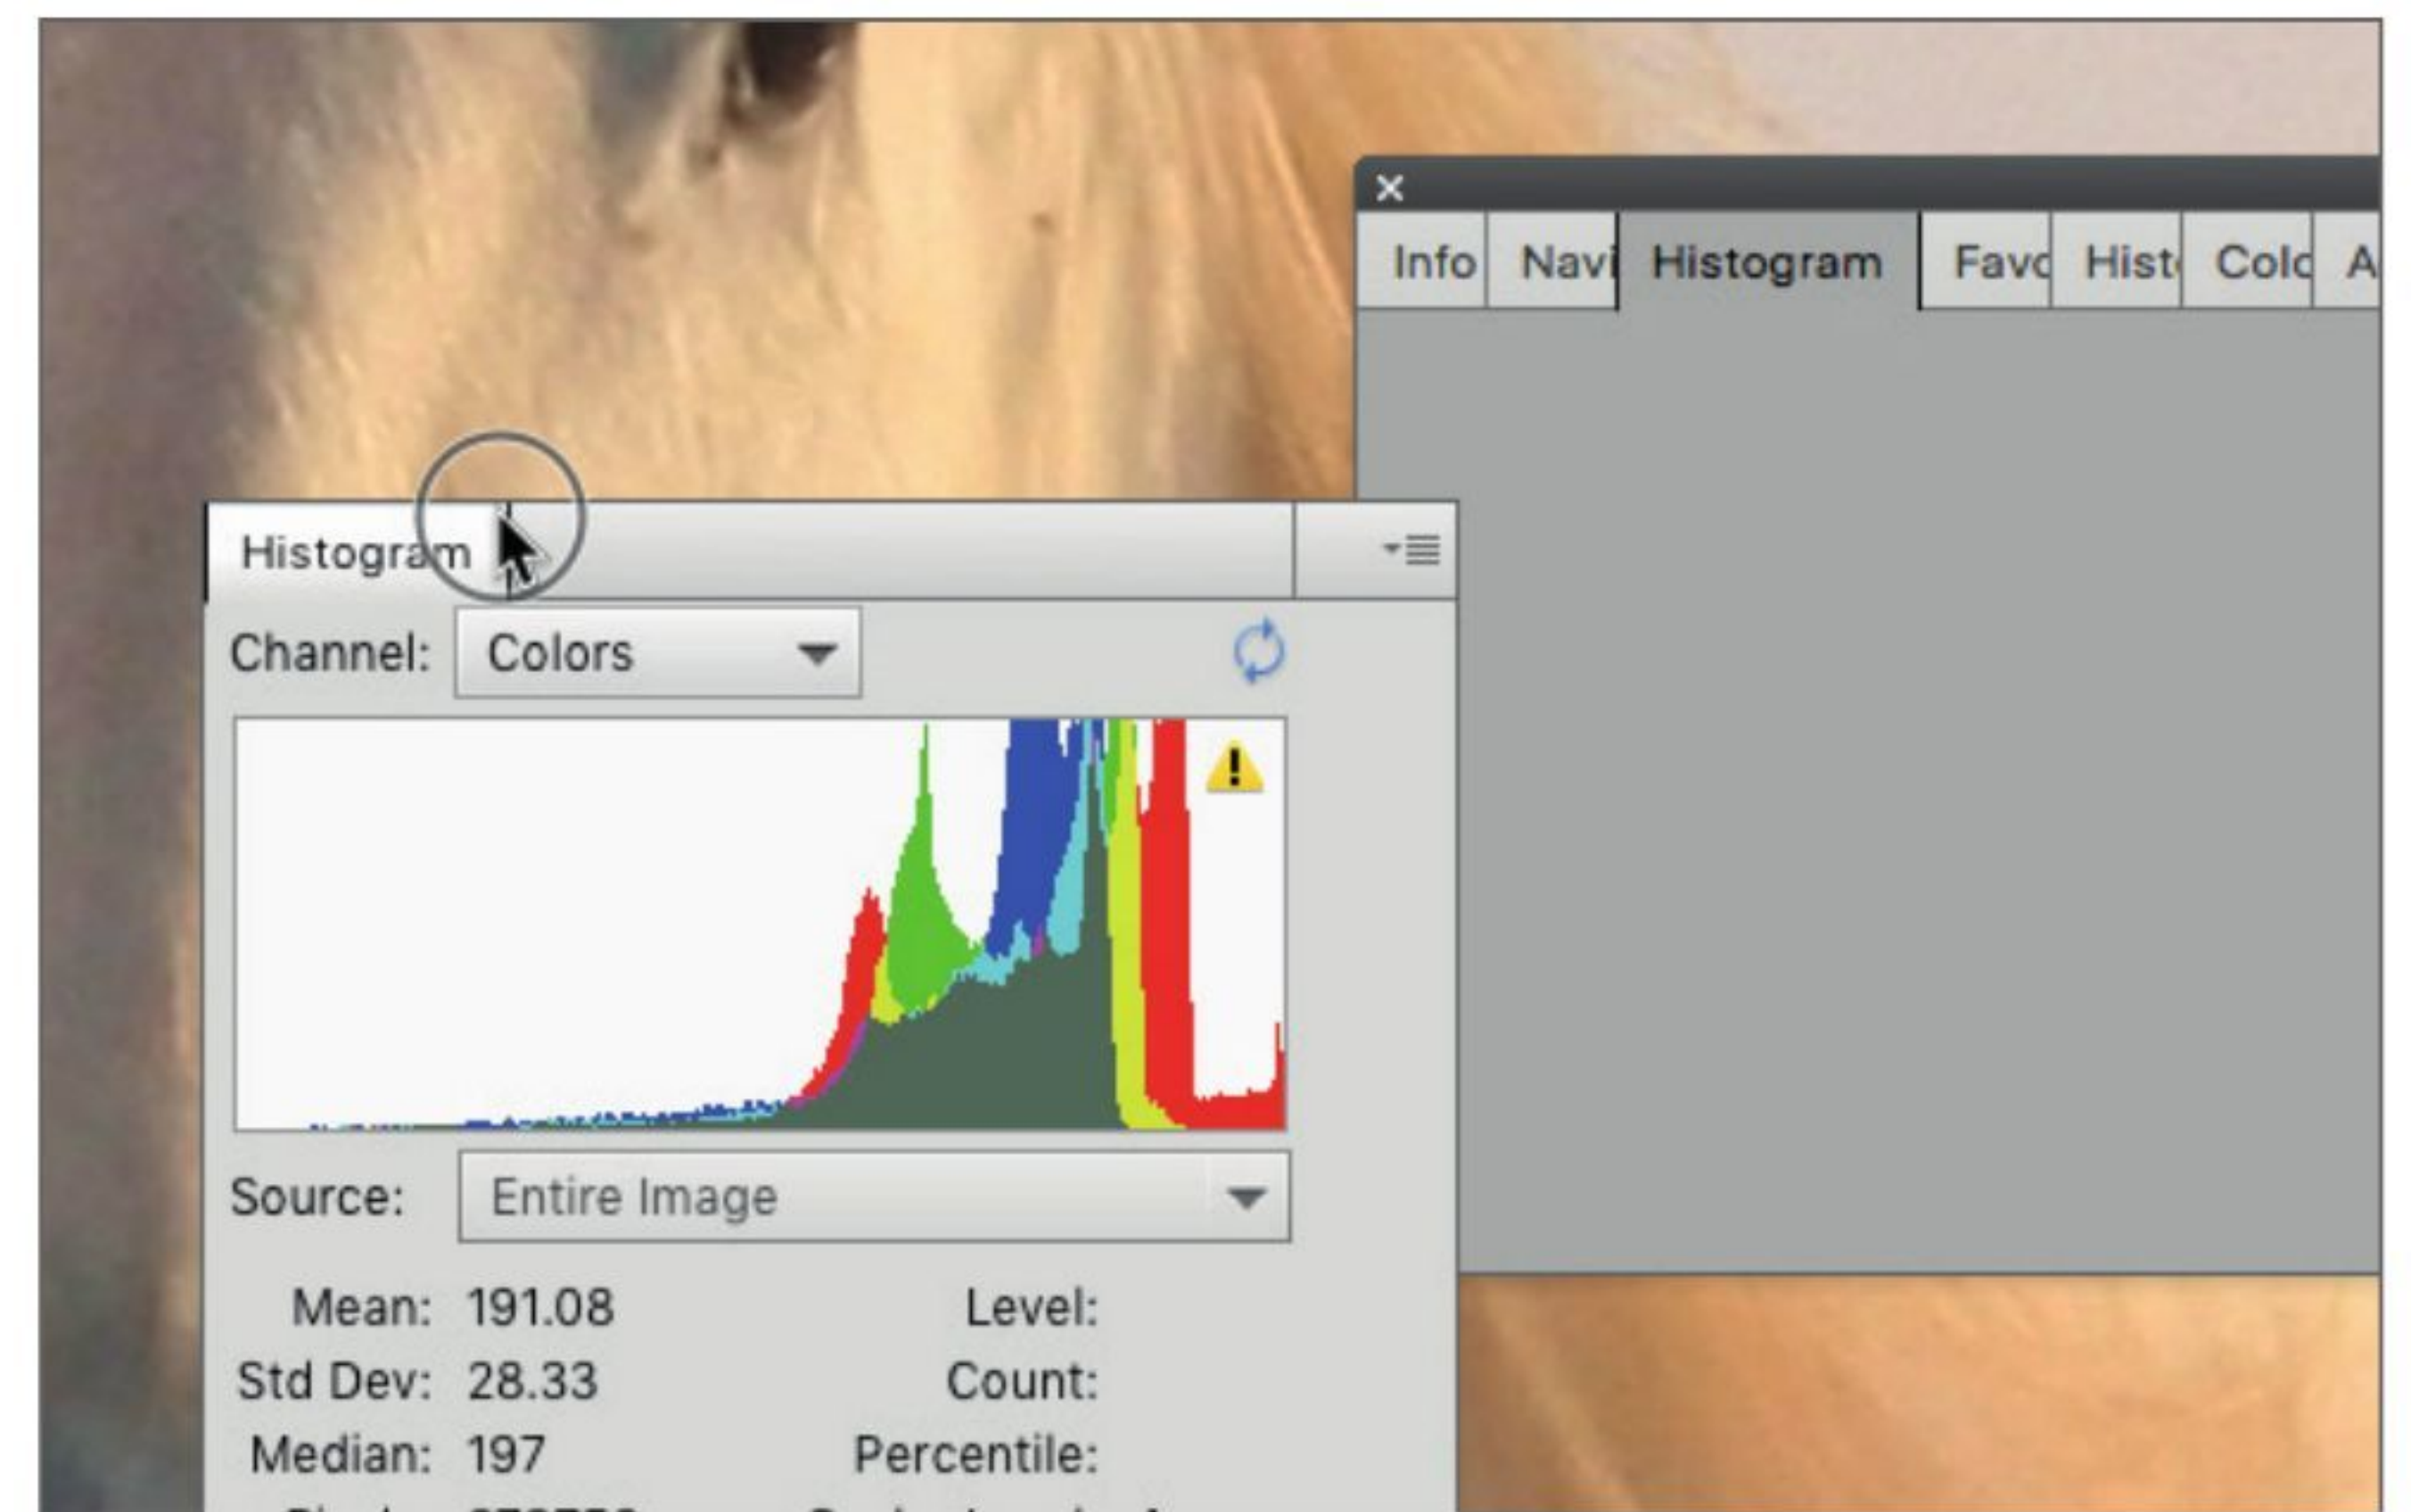 Info Navi Histogram Favo Hist Colo A
Histogram
Channel: Colors
Source: Entire Image
Mean: 191.08 Level:
Std Dev: 28.33 Count:
Median: 197 Percentile: